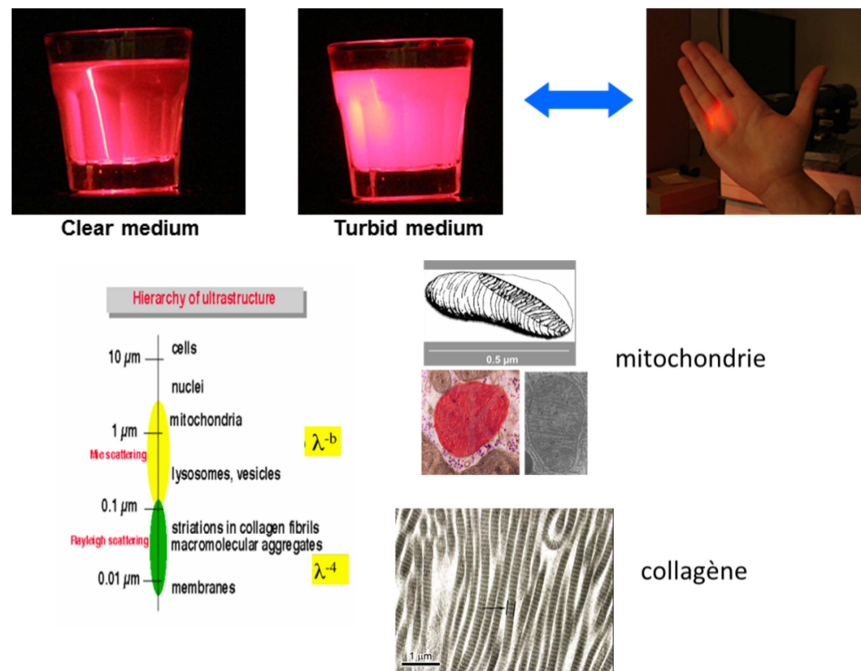 Clear medium
Turbid medium
Hierarchy of ultrastructure
10 µm
cells
nuclei
mitochondria
1 µm
Mie scattering
λ-b
lysosomes, vesicles
0.1 µm
striations in collagen fibrils
Rayleigh scattering
macromolecular aggregates
λ-4
0.01 µm
membranes
0.5 µm
mitochondrie
collagène
1 µm